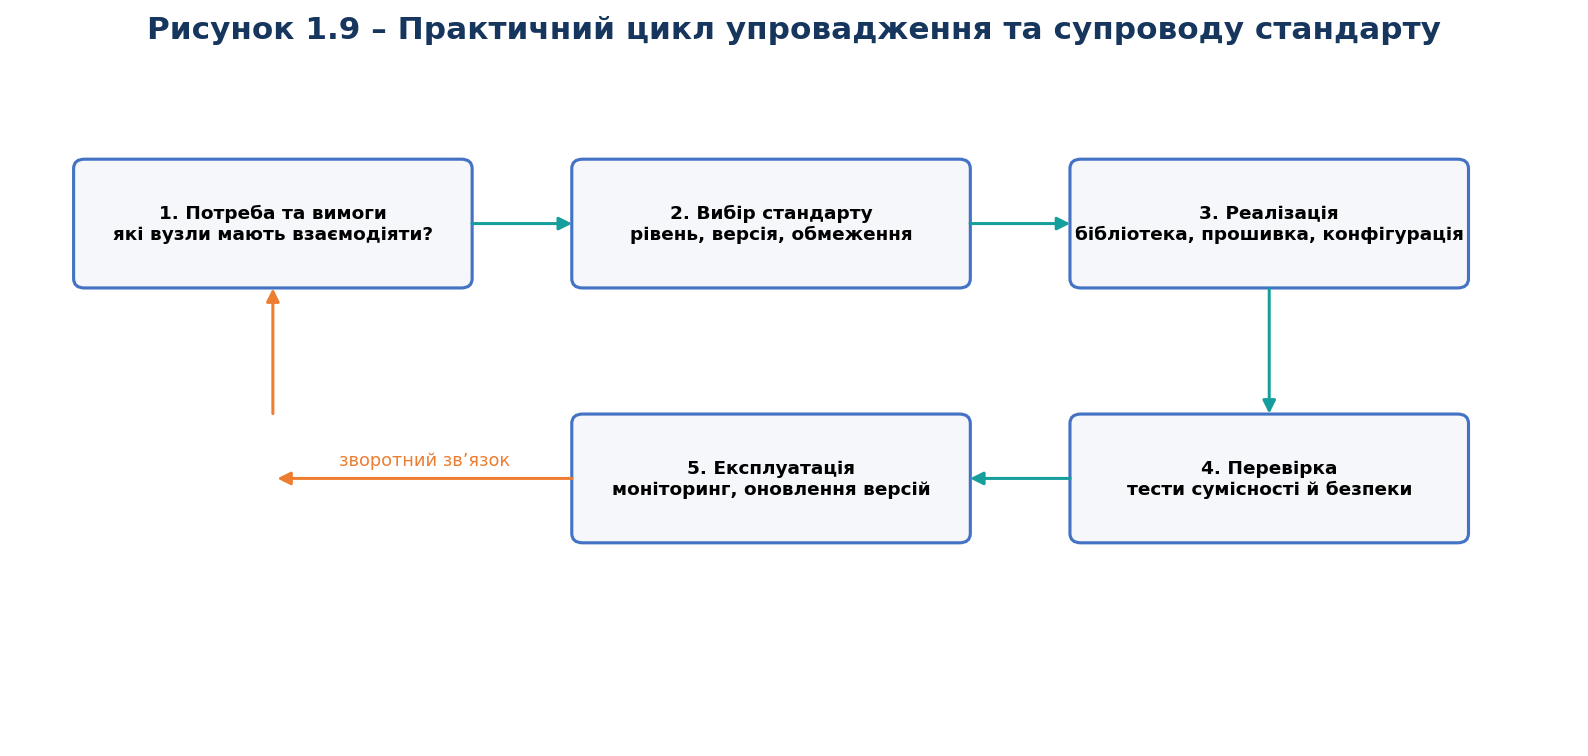 Рисунок 1.9 – Практичний цикл упровадження та супроводу стандарту
1. Потреба та вимоги
які вузли мають взаємодіяти?
2. Вибір стандарту
рівень, версія, обмеження
3. Реалізація
бібліотека, прошивка, конфігурація
зворотний зв’язок
5. Експлуатація
моніторинг, оновлення версій
4. Перевірка
тести сумісності й безпеки